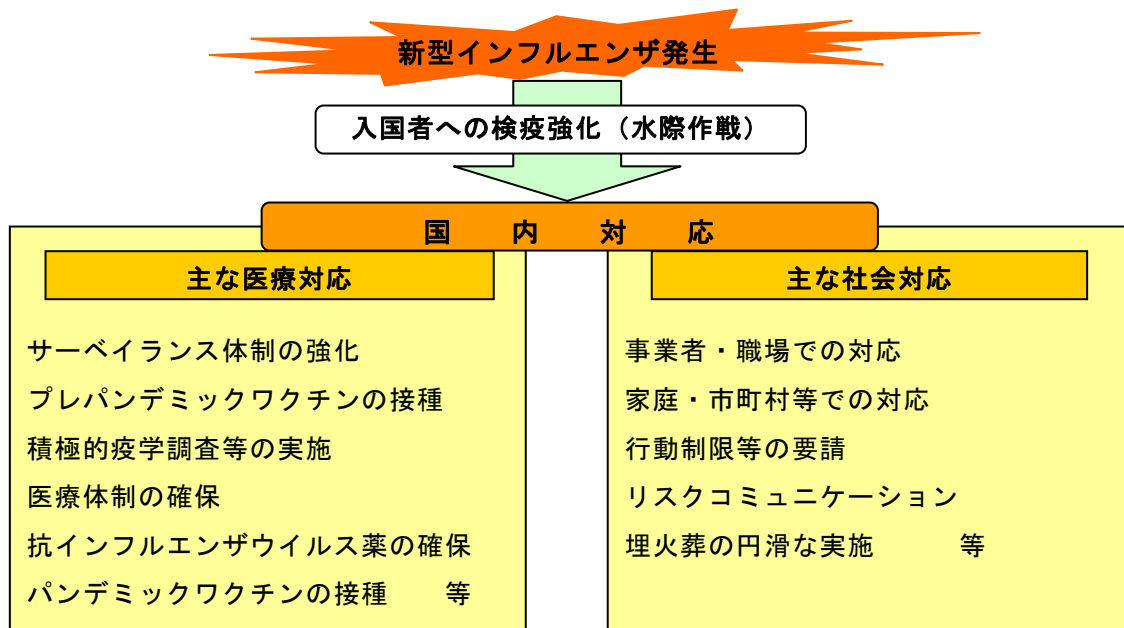 新型インフルエンザ発生
入国者への検疫強化(水際作戦)
国 内 対 応
主な医療対応
サーベイランス体制の強化
プレパンデミックワクチンの接種
積極的疫学調査等の実施
医療体制の確保
抗インフルエンザウイルス薬の確保
パンデミックワクチンの接種 等
主な社会対応
事業者・職場での対応
家庭・市町村等での対応
行動制限等の要請
リスクコミュニケーション
埋火葬の円滑な実施 等